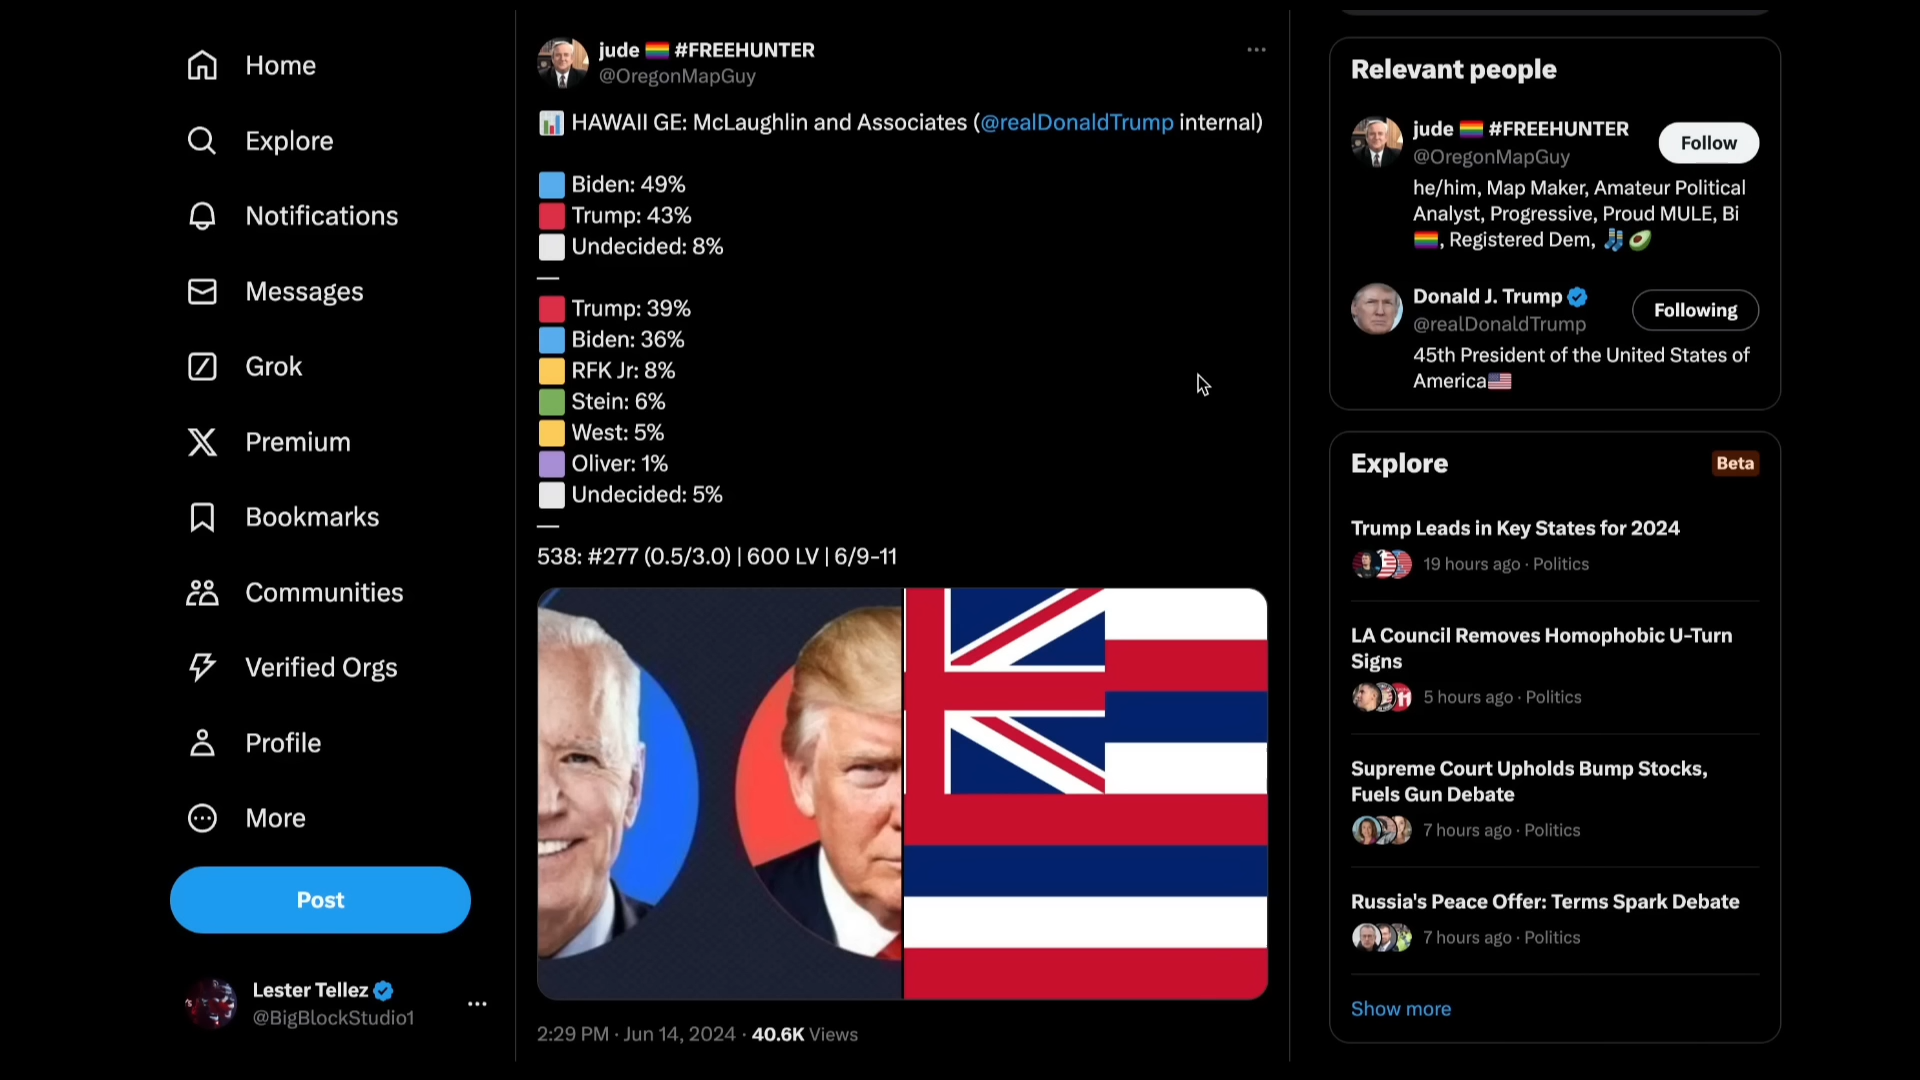 Home
Explore
Notifications
Messages
Grok
Premium
Bookmarks
Communities
Verified Orgs
Profile
More
Post
Lester Tellez
@BigBlockStudio1
jude 🏳️‍🌈 #FREEHUNTER
@OregonMapGuy
📊 HAWAII GE: McLaughlin and Associates (@realDonaldTrump internal)
🟦 Biden: 49%
🟥 Trump: 43%
⬜ Undecided: 8%
—
🟥 Trump: 39%
🟦 Biden: 36%
🟨 RFK Jr: 8%
🟩 Stein: 6%
🟨 West: 5%
🟪 Oliver: 1%
⬜ Undecided: 5%
—
538: #277 (0.5/3.0) | 600 LV | 6/9-11
2:29 PM · Jun 14, 2024 · 40.6K Views
Relevant people
jude 🏳️‍🌈 #FREEHUNTER
@OregonMapGuy
Follow
he/him, Map Maker, Amateur Political
Analyst, Progressive, Proud MULE, Bi
🏳️‍🌈, Registered Dem, 🧦🥑
Donald J. Trump
@realDonaldTrump
Following
45th President of the United States of
America🇺🇸
Explore
Beta
Trump Leads in Key States for 2024
19 hours ago · Politics
LA Council Removes Homophobic U-Turn
Signs
5 hours ago · Politics
Supreme Court Upholds Bump Stocks,
Fuels Gun Debate
7 hours ago · Politics
Russia's Peace Offer: Terms Spark Debate
7 hours ago · Politics
Show more